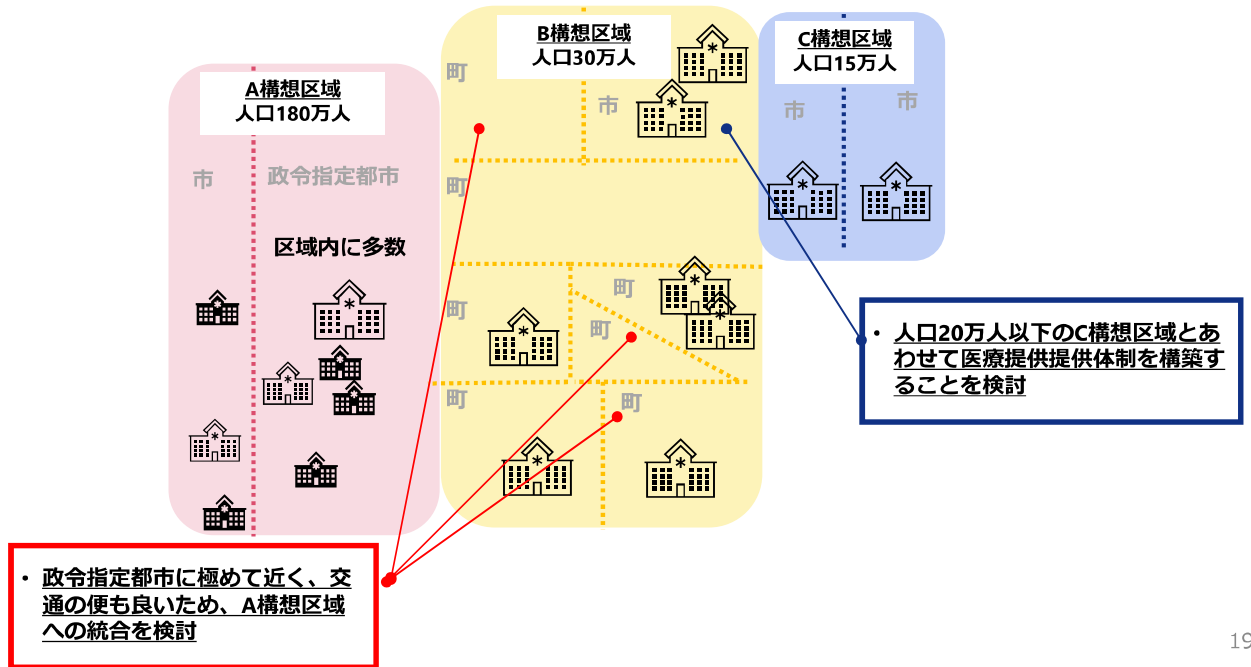 A構想区域
人口180万人
市
政令指定都市
区域内に多数
B構想区域
人口30万人
町
市
町
町
町
町
町
町
C構想区域
人口15万人
市
市
・ 人口20万人以下のC構想区域とあ
わせて医療提供提供体制を構築す
ることを検討
・ 政令指定都市に極めて近く、交
通の便も良いため、A構想区域
への統合を検討
19